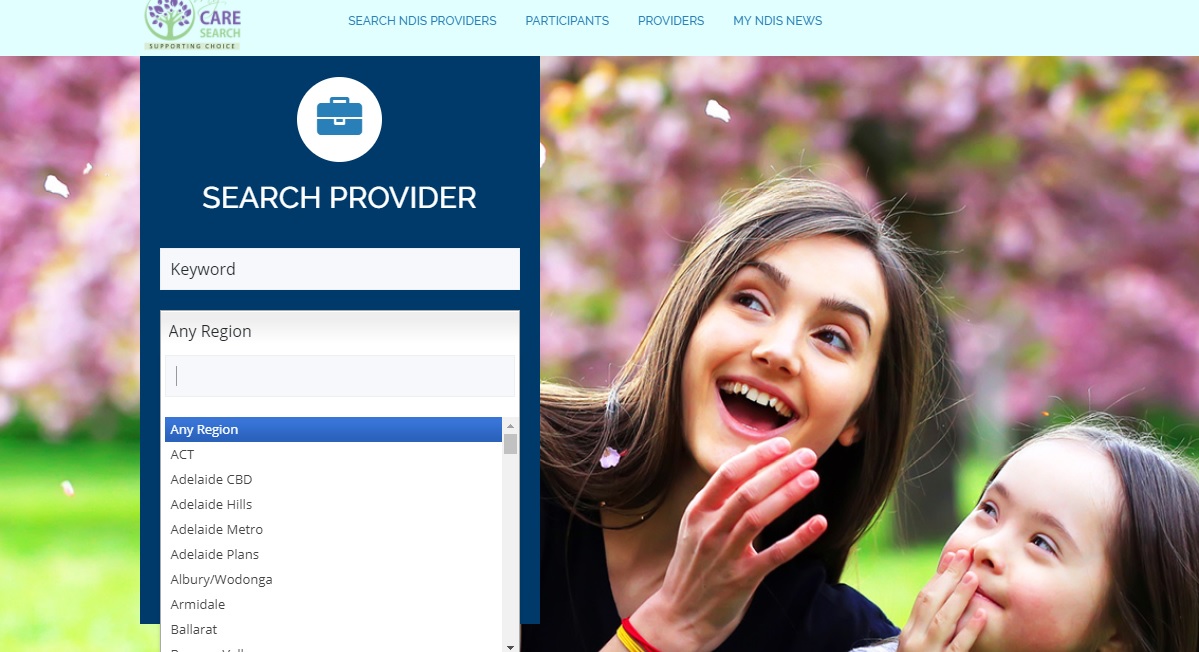 CARE
SEARCH
SUPPORTING CHOICE
SEARCH NDIS PROVIDERS
PARTICIPANTS
PROVIDERS
MY NDIS NEWS
SEARCH PROVIDER
Keyword
Any Region
Any Region
ACT
Adelaide CBD
Adelaide Hills
Adelaide Metro
Adelaide Plans
Albury/Wodonga
Armidale
Ballarat